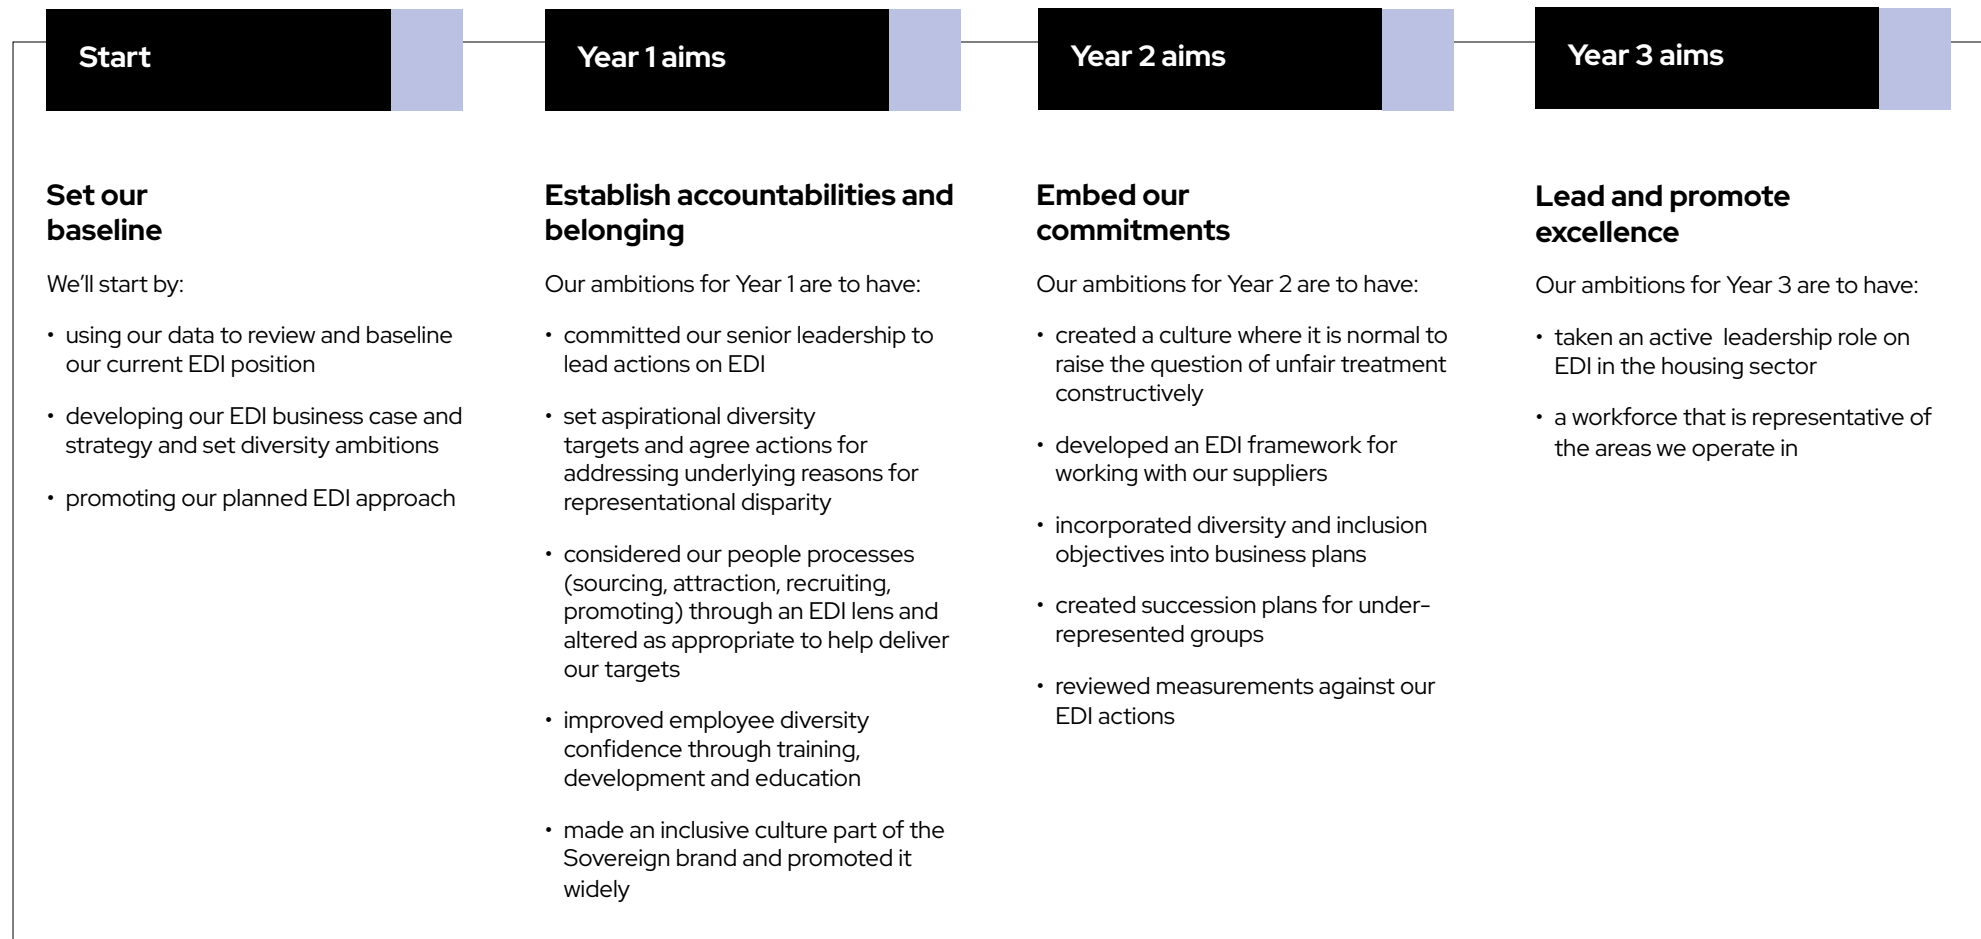 Start
Set our
baseline
We'll start by:
• using our data to review and baseline
our current EDI position
• developing our EDI business case and
strategy and set diversity ambitions
• promoting our planned EDI approach
Year 1 aims
Establish accountabilities and
belonging
Our ambitions for Year 1 are to have:
• committed our senior leadership to
lead actions on EDI
• set aspirational diversity
targets and agree actions for
addressing underlying reasons for
representational disparity
• considered our people processes
(sourcing, attraction, recruiting,
promoting) through an EDI lens and
altered as appropriate to help deliver
our targets
• improved employee diversity
confidence through training,
development and education
• made an inclusive culture part of the
Sovereign brand and promoted it
widely
Year 2 aims
Embed our
commitments
Our ambitions for Year 2 are to have:
• created a culture where it is normal to
raise the question of unfair treatment
constructively
• developed an EDI framework for
working with our suppliers
• incorporated diversity and inclusion
objectives into business plans
• created succession plans for under-
represented groups
• reviewed measurements against our
EDI actions
Year 3 aims
Lead and promote
excellence
Our ambitions for Year 3 are to have:
• taken an active  leadership role on
EDI in the housing sector
• a workforce that is representative of
the areas we operate in